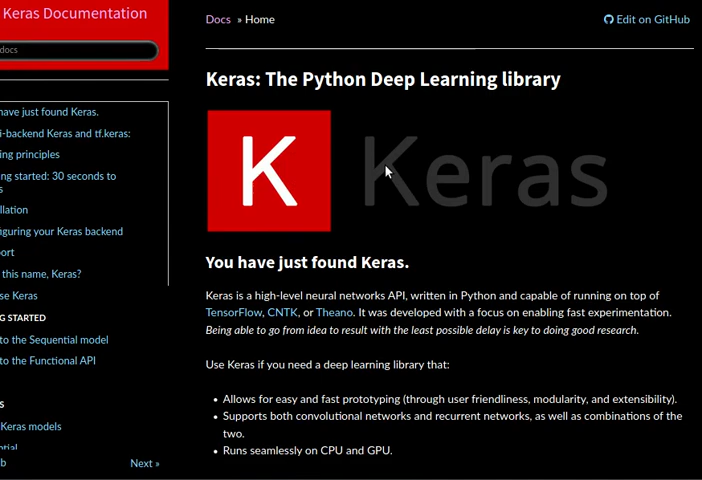 Keras Documentation
docs
Docs » Home
Edit on GitHub
have just found Keras.
i-backend Keras and tf.keras:
ing principles
ng started: 30 seconds to
s
llation
figuring your Keras backend
port
this name, Keras?
se Keras
G STARTED
to the Sequential model
to the Functional API
S
Keras models
ntial
b
Next »
Keras: The Python Deep Learning library
K Keras
You have just found Keras.
Keras is a high-level neural networks API, written in Python and capable of running on top of
TensorFlow, CNTK, or Theano. It was developed with a focus on enabling fast experimentation.
Being able to go from idea to result with the least possible delay is key to doing good research.
Use Keras if you need a deep learning library that:
• Allows for easy and fast prototyping (through user friendliness, modularity, and extensibility).
• Supports both convolutional networks and recurrent networks, as well as combinations of the
two.
• Runs seamlessly on CPU and GPU.